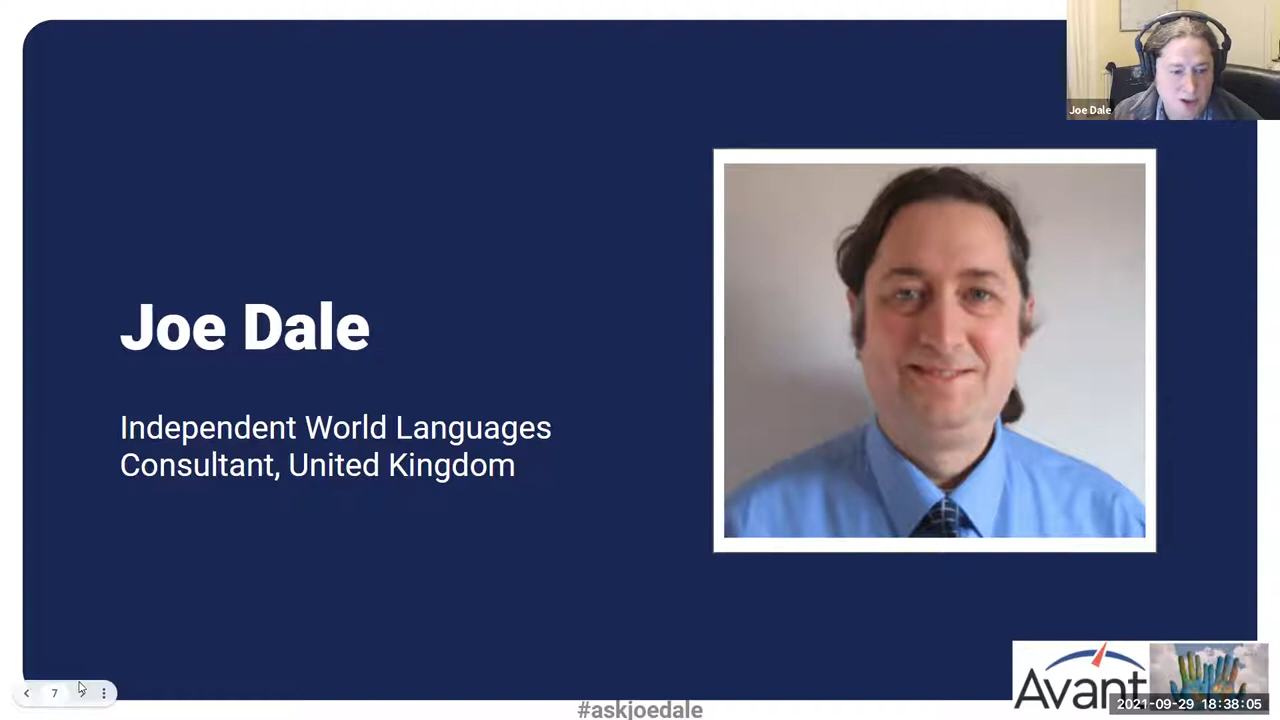 Joe Dale
Joe Dale
Independent World Languages
Consultant, United Kingdom
Avant
2021-09-29 18:38:05
7
#askjoedale